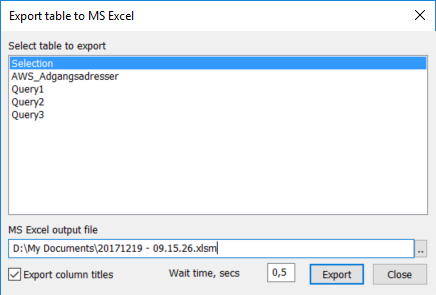 Export table to MS Excel
Select table to export
Selection
AWS_Adgangsadresser
Query1
Query2
Query3
MS Excel output file
D:\My Documents\20171219 - 09.15.26.xlsm
..
Export column titles Wait time, secs 0,5 Export Close